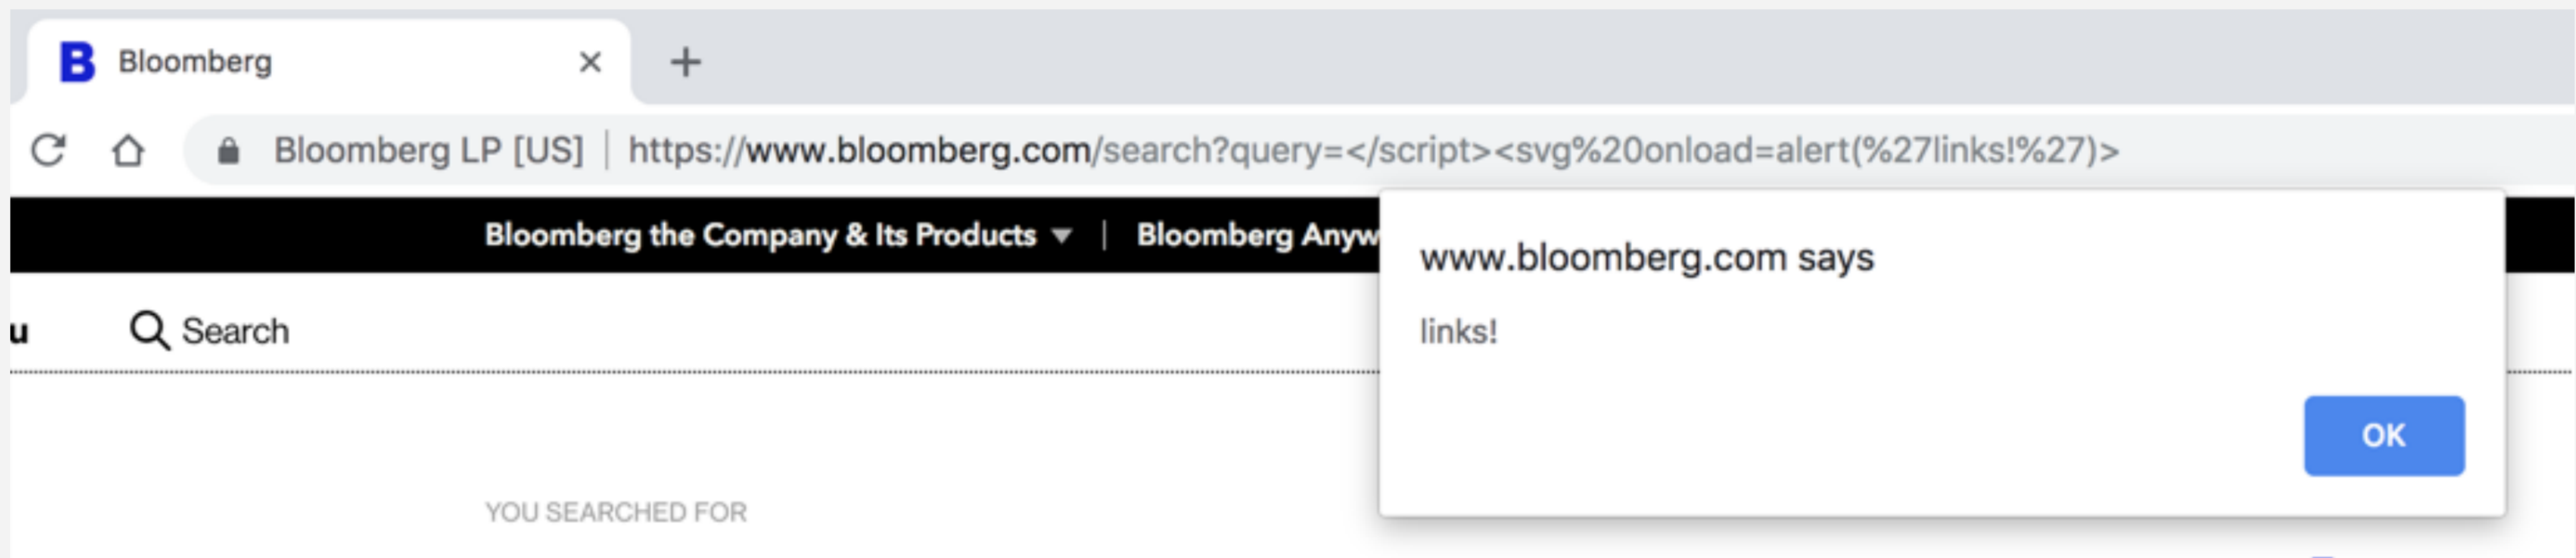 B Bloomberg
Bloomberg LP [US] | https://www.bloomberg.com/search?query=</script><svg%20onload=alert(%27links!%27)>
Bloomberg the Company & Its Products | Bloomberg Anyw
www.bloomberg.com says
links!
u Search
OK
YOU SEARCHED FOR